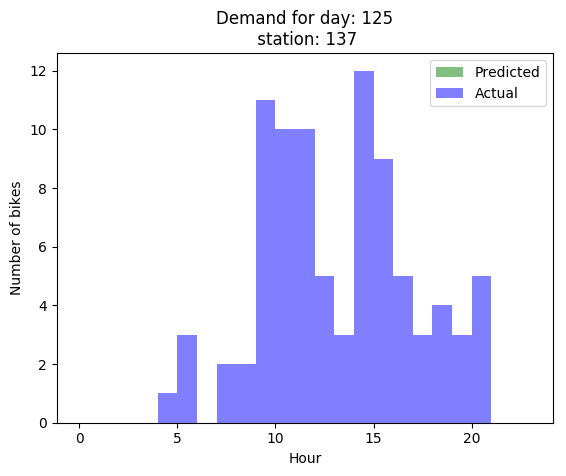 Demand for day: 125
station: 137
Predicted
Actual
Number of bikes
12
10
8
6
4
2
0
0
5
10
15
20
Hour